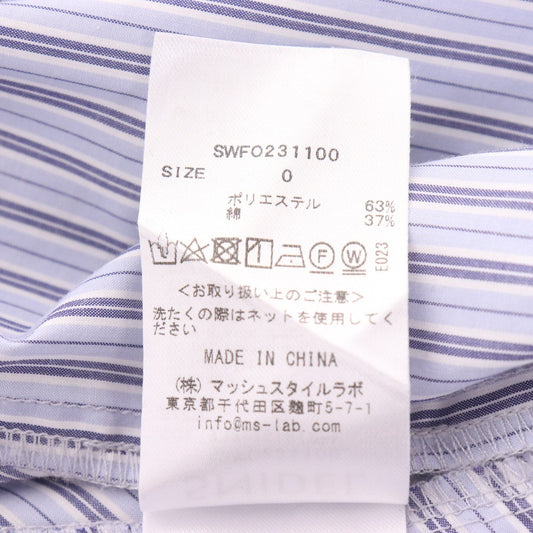 SWFO231100
SIZE 0
ポリエステル 63%
綿 37%
F W
E023
<お取り扱い上のご注意>
洗たくの際はネットを使用してく
ださい
MADE IN CHINA
(株) マッシュスタイルラボ
東京都千代田区麹町5-7-1
info@ms-lab.com
SNIDEL